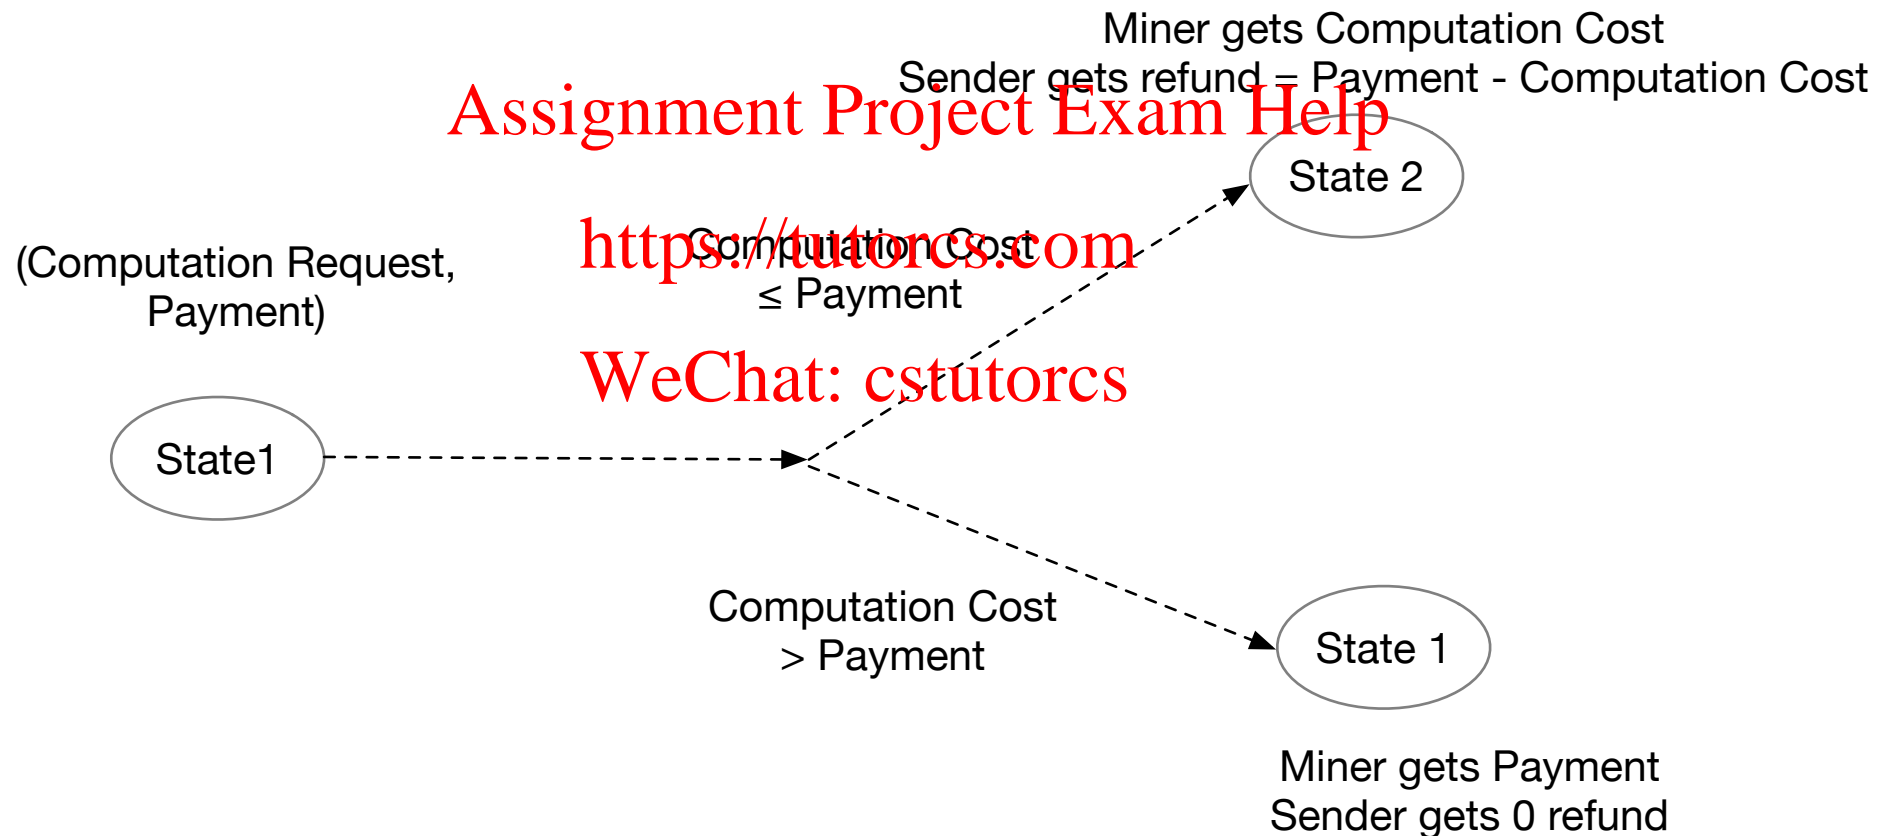 Miner gets Computation Cost
Sender gets refund = Payment - Computation Cost
Assignment Project Exam Help
State 2
https://tutorcs.com
Computation Cost
≤ Payment
(Computation Request,
Payment)
WeChat: cstutorcs
State1
Computation Cost
> Payment
State 1
Miner gets Payment
Sender gets 0 refund